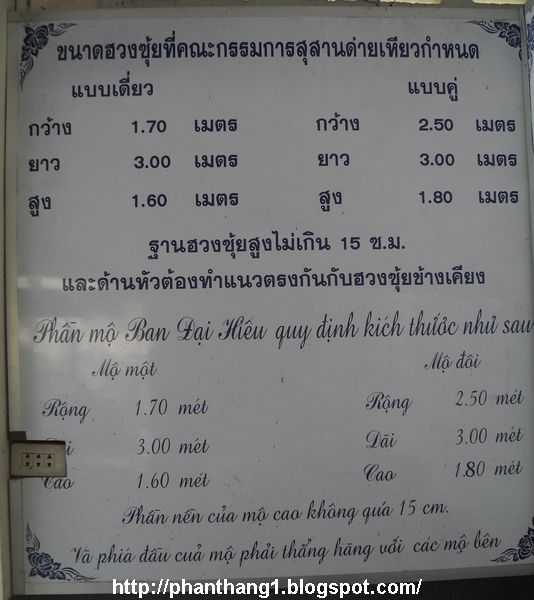 ขนาดฮวงซุ้ยที่คณะกรรมการสุสานด่ายเหียวกำหนด
แบบเดี่ยว แบบคู่
กว้าง 1.70 เมตร กว้าง 2.50 เมตร
ยาว 3.00 เมตร ยาว 3.00 เมตร
สูง 1.60 เมตร สูง 1.80 เมตร
ฐานฮวงซุ้ยสูงไม่เกิน 15 ซ.ม.
และด้านหัวต้องทำแนวตรงกันกับฮวงซุ้ยข้างเคียง
Phần mộ Ban Đại Hiếu quy định kích thước như sau
Mộ một Mộ đôi
Rộng 1.70 mét Rộng 2.50 mét
3.00 mét Dài 3.00 mét
Cao 1.60 mét Cao 1.80 mét
Phần nền của mộ cao không quá 15 cm.
Và phiá đầu cuả mộ phải thẳng hàng với các mộ bên
http://phanthang1.blogspot.com/